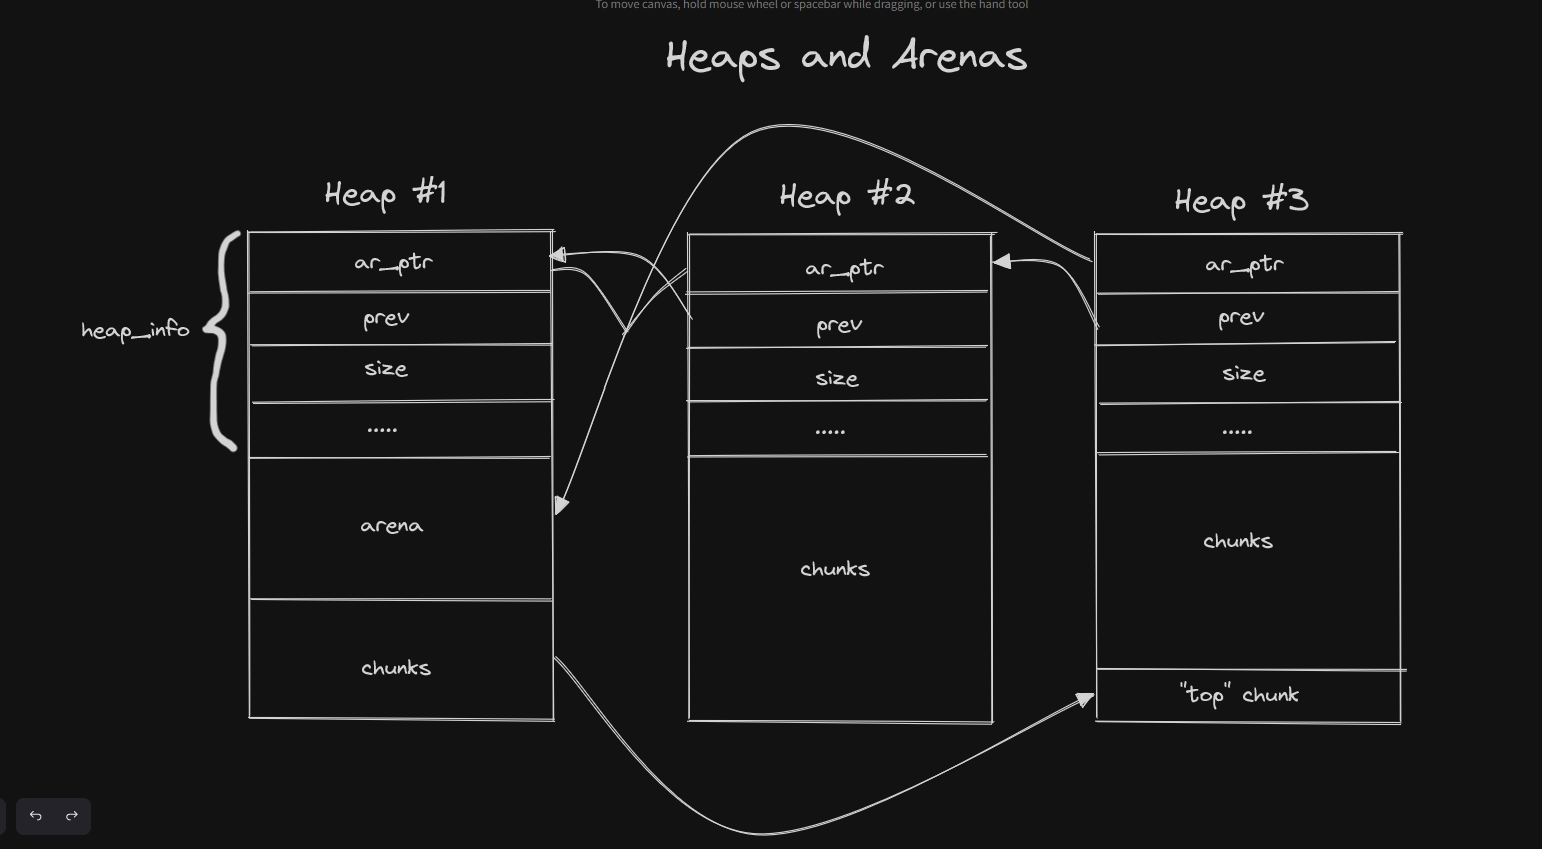 To move canvas, hold mouse wheel or spacebar while dragging, or use the hand tool
Heaps and Arenas
Heap #1
ar_ptr
prev
size
.....
arena
chunks
heap_info
Heap #2
ar_ptr
prev
size
.....
chunks
Heap #3
ar_ptr
prev
size
.....
chunks
"top" chunk